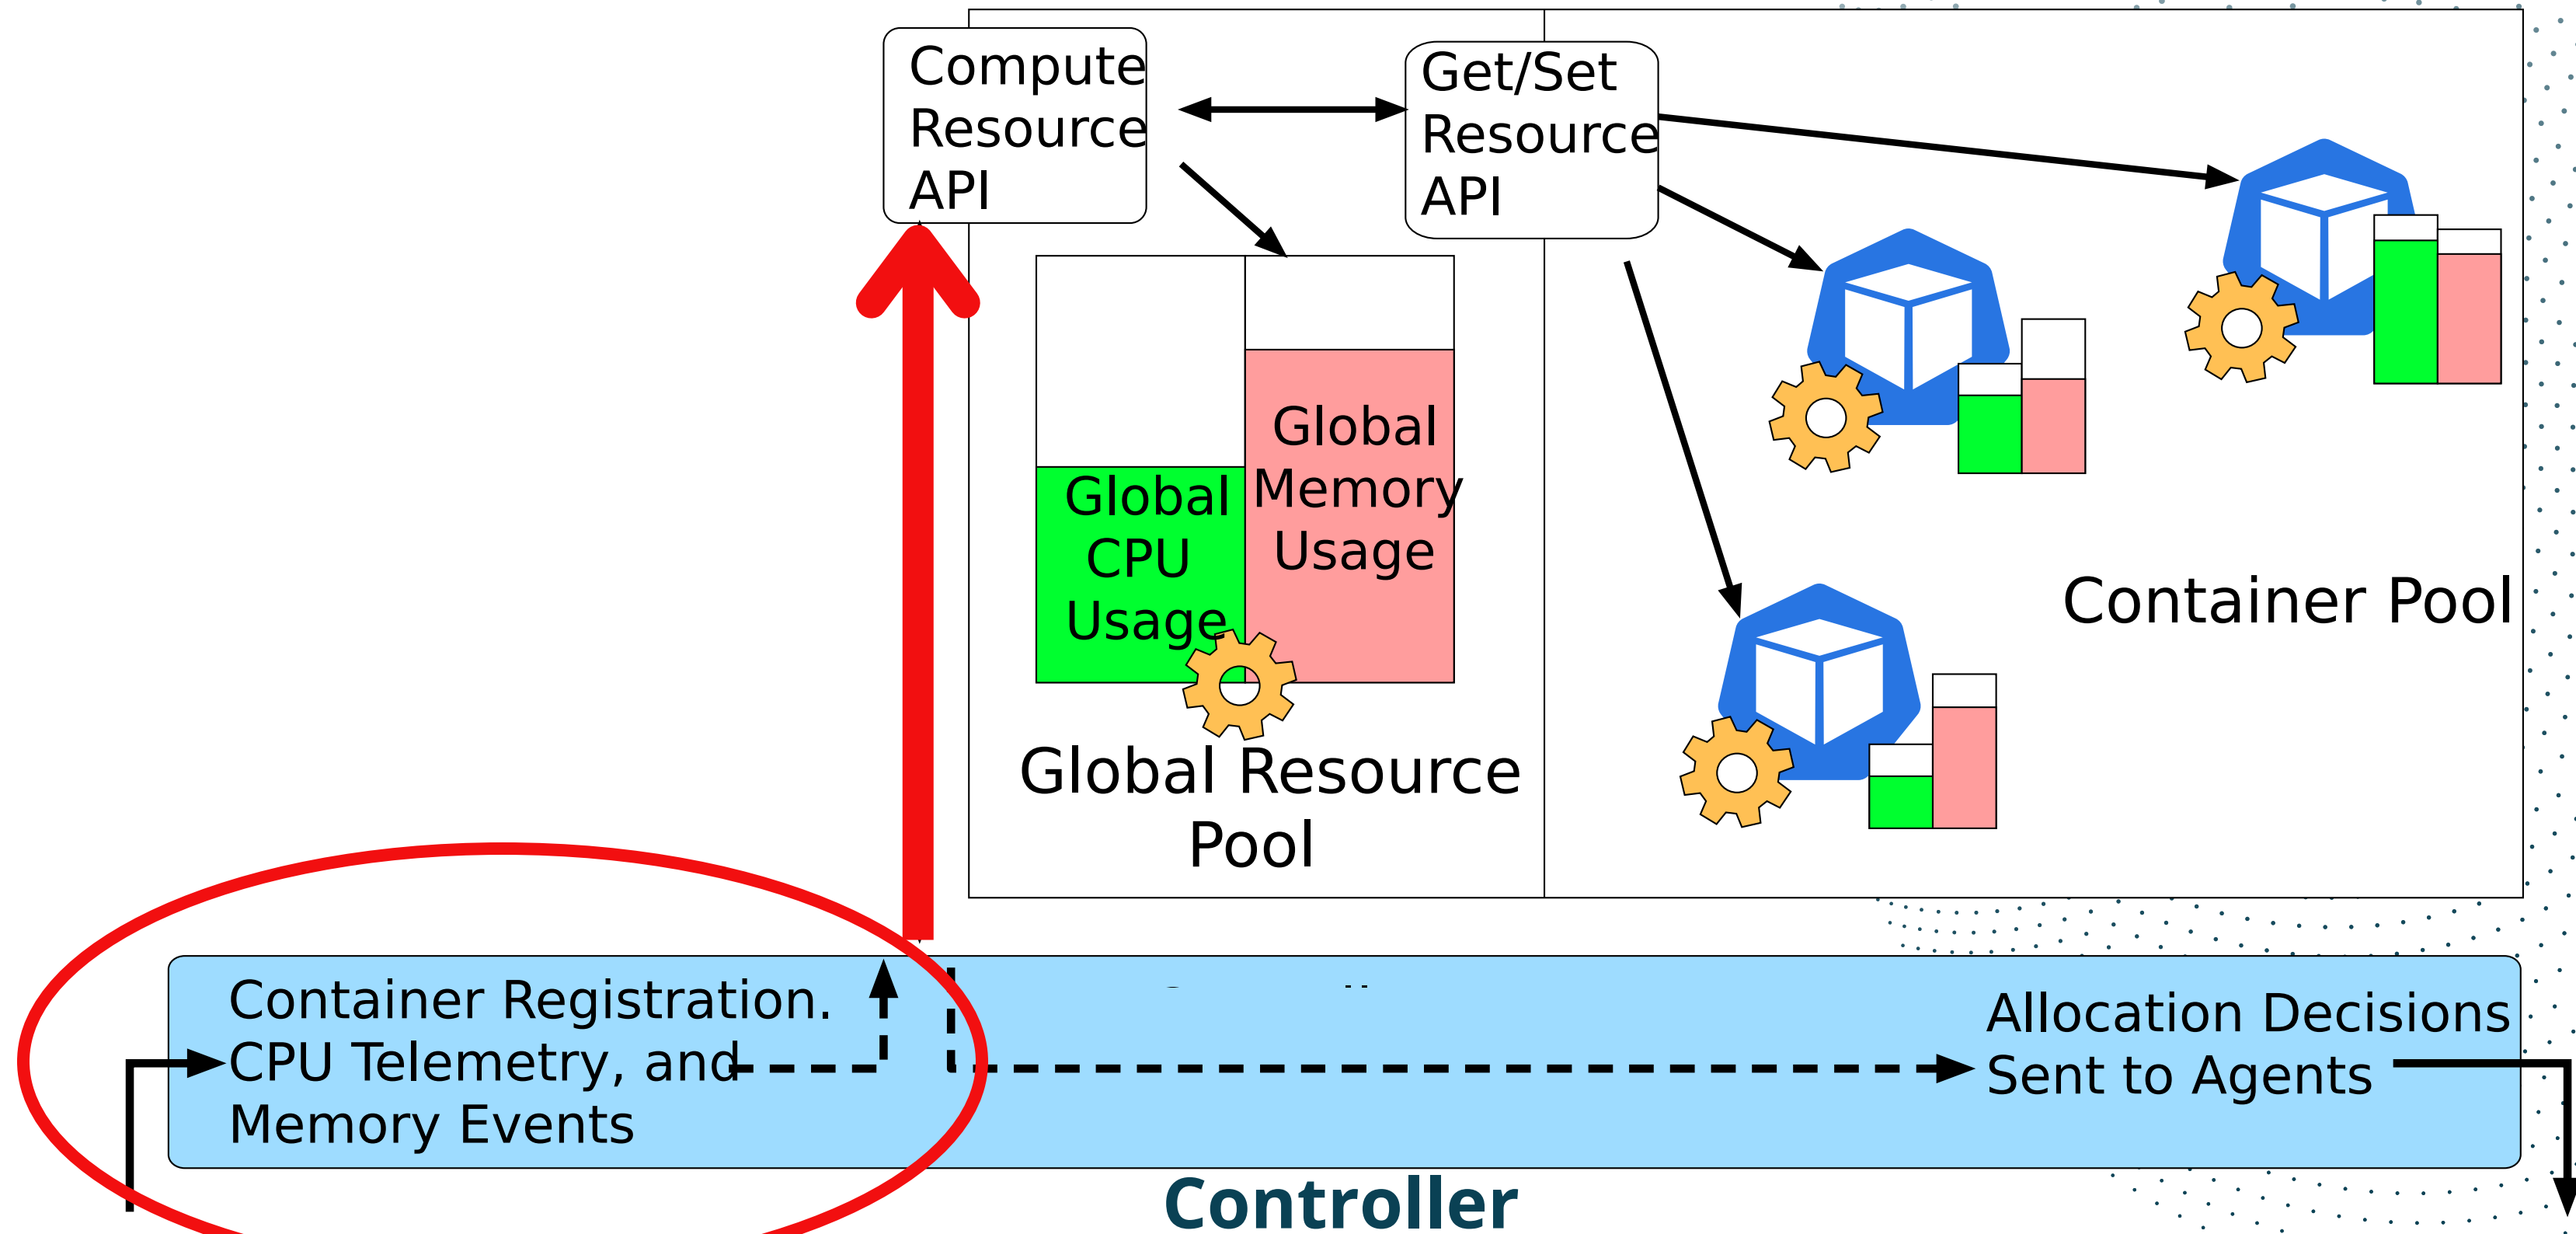 Compute
Resource
API
Get/Set
Resource
API
Global
CPU
Usage
Global
Memory
Usage
Global Resource
Pool
Container Pool
Container Registration.
CPU Telemetry, and
Memory Events
Allocation Decisions
Sent to Agents
Controller